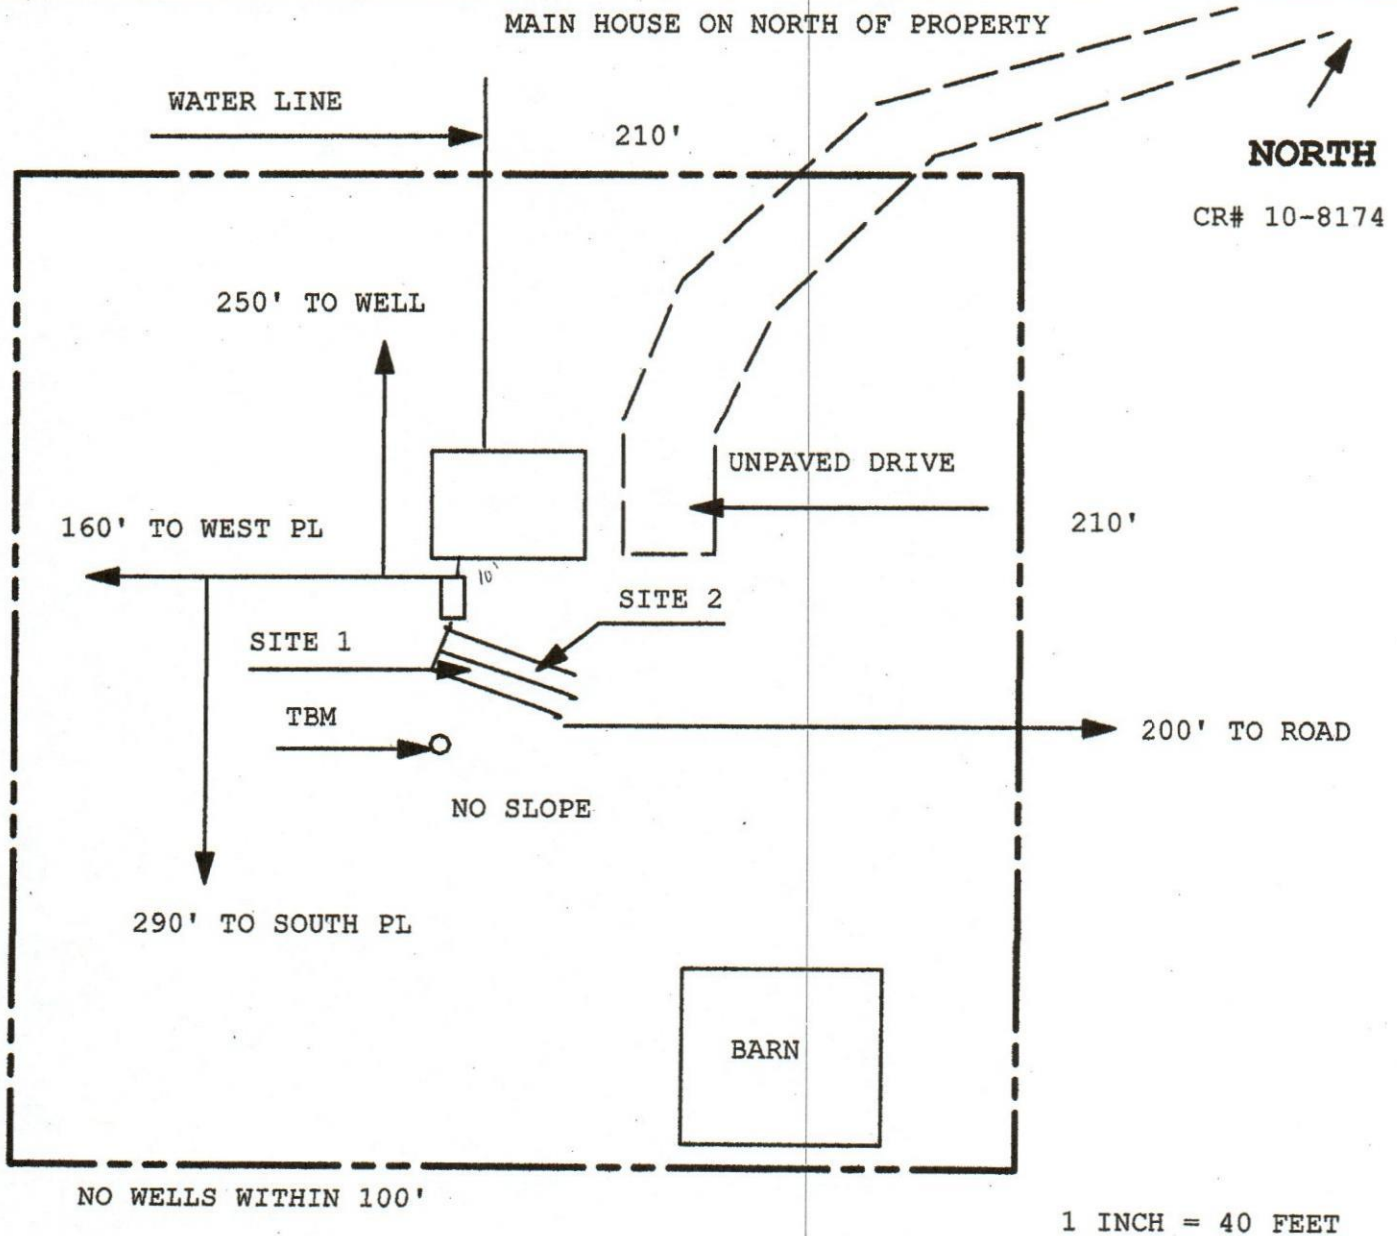 MAIN HOUSE ON NORTH OF PROPERTY
WATER LINE
210'
NORTH
CR# 10-8174
250' TO WELL
UNPAVED DRIVE
160' TO WEST PL
210'
10'
SITE 2
SITE 1
TBM
200' TO ROAD
NO SLOPE
290' TO SOUTH PL
BARN
NO WELLS WITHIN 100'
1 INCH = 40 FEET